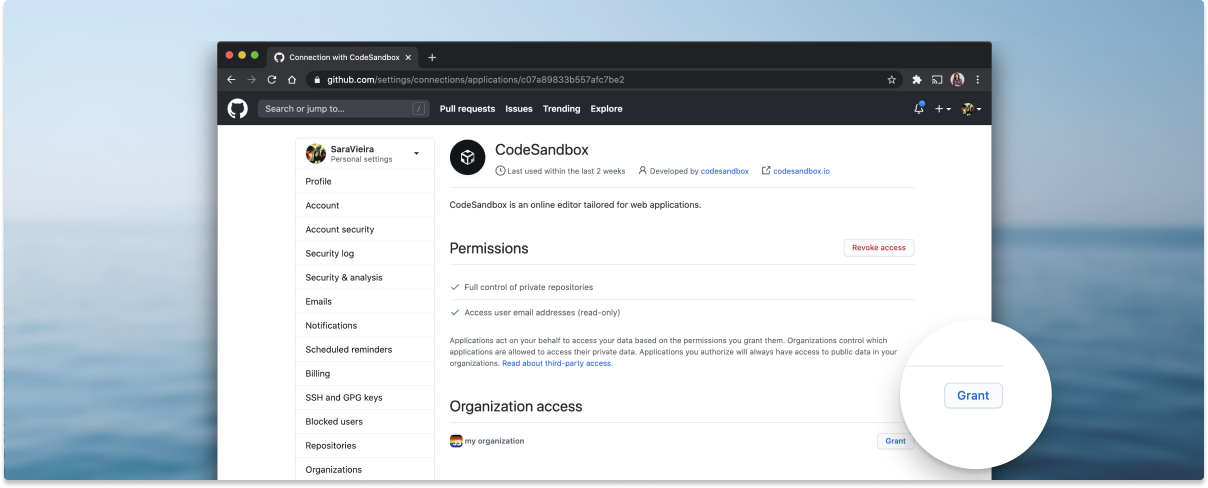 Connection with CodeSandbox
github.com/settings/connections/applications/c07a89833b557afc7be2
Search or jump to... /
Pull requests Issues Trending Explore
SaraVieira
Personal settings
Profile
Account
Account security
Security log
Security & analysis
Emails
Notifications
Scheduled reminders
Billing
SSH and GPG keys
Blocked users
Repositories
Organizations
CodeSandbox
Last used within the last 2 weeks Developed by codesandbox codesandbox.io
CodeSandbox is an online editor tailored for web applications.
Permissions
Revoke access
Full control of private repositories
Access user email addresses (read-only)
Applications act on your behalf to access your data based on the permissions you grant them. Organizations control which
applications are allowed to access their private data. Applications you authorize will always have access to public data in your
organizations. Read about third-party access.
Organization access
my organization
Grant
Grant